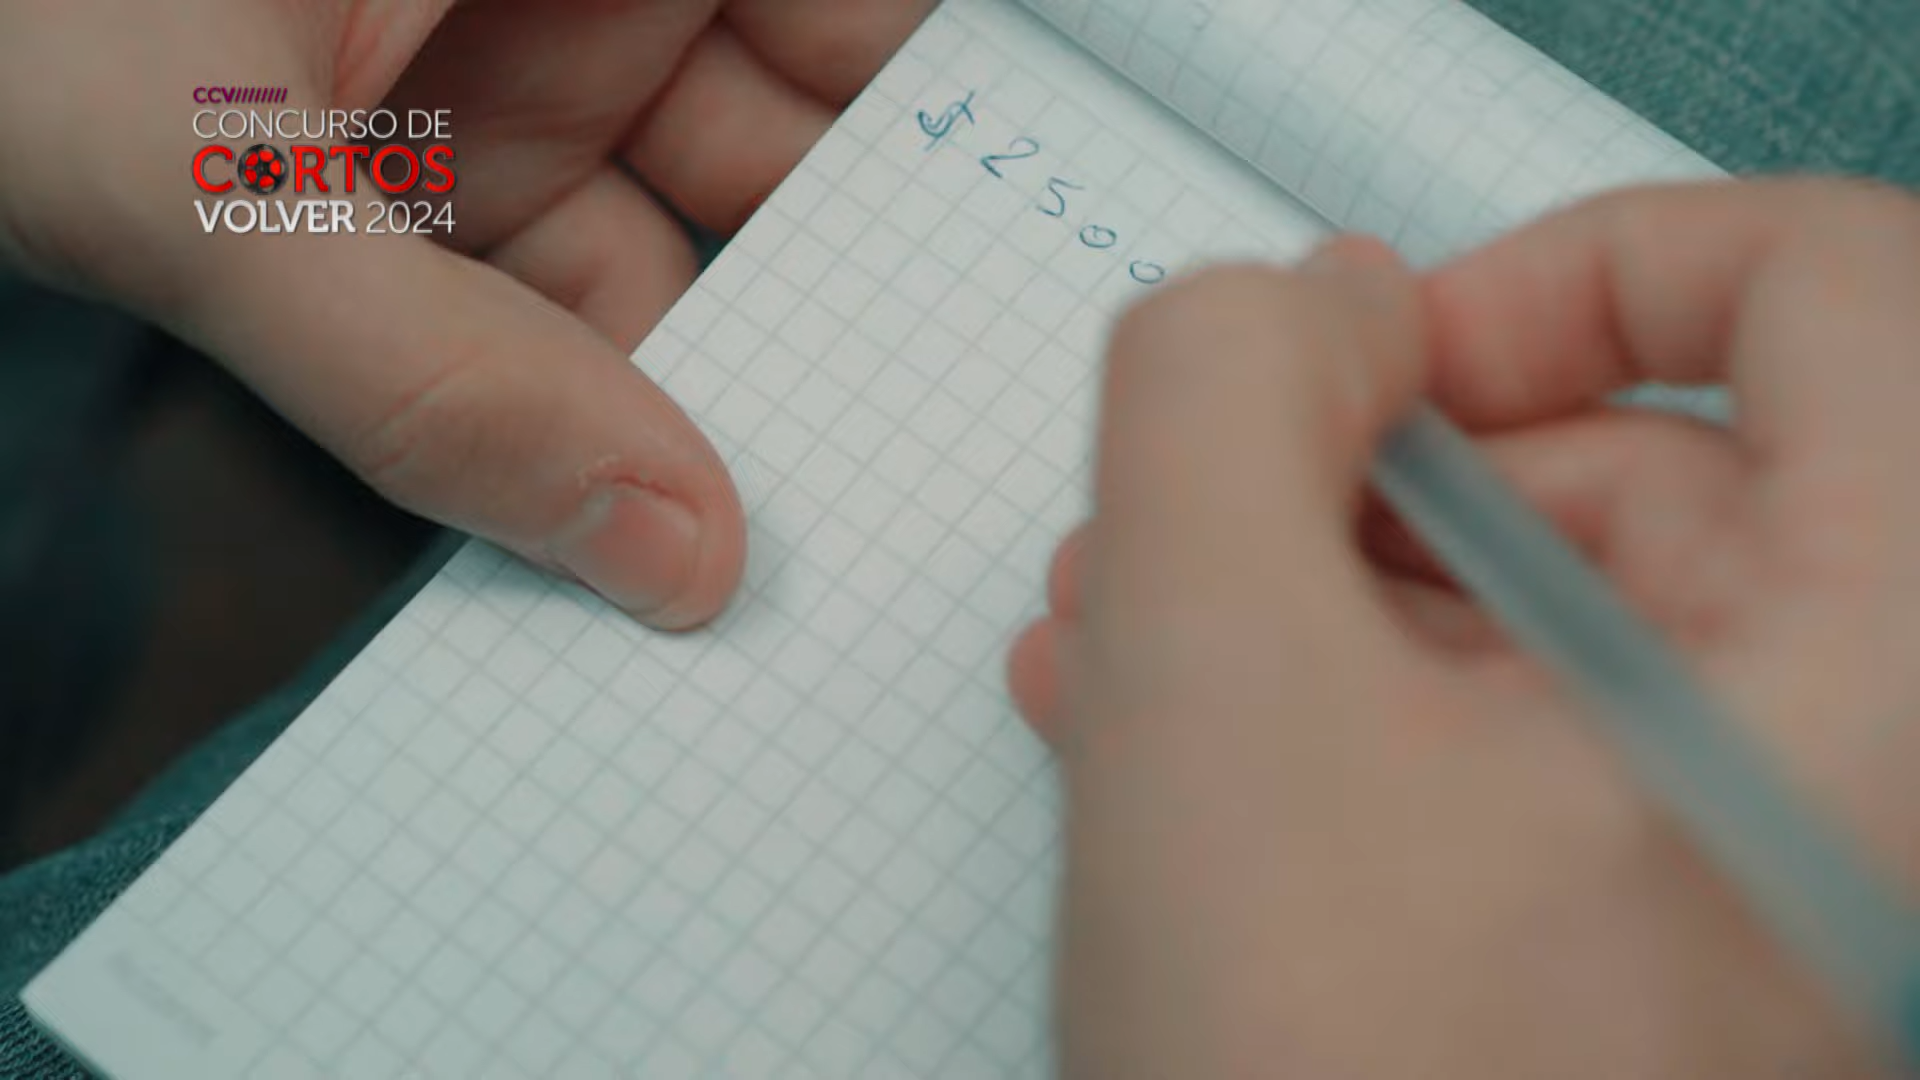 CCV////////
CONCURSO DE
CORTOS
VOLVER 2024
$ 2500